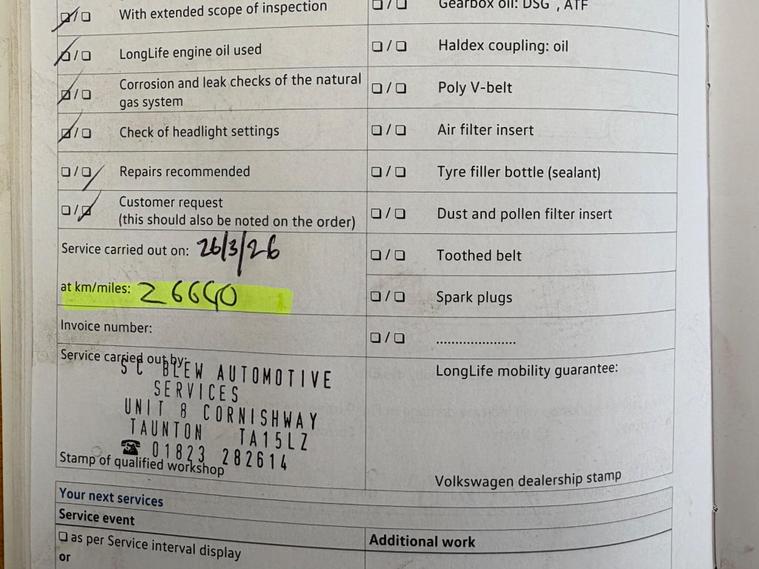 ❏/❏ With extended scope of inspection
❏/❏ LongLife engine oil used
❏/❏ Corrosion and leak checks of the natural
gas system
❏/❏ Check of headlight settings
❏/❏ Repairs recommended
❏/❏ Customer request
(this should also be noted on the order)
Service carried out on: 26/3/26
at km/miles: 26640
Invoice number:
Service carried out by:
S C BLEW AUTOMOTIVE
SERVICES
UNIT 8 CORNISHWAY
TAUNTON TA15LZ
☎ 01823 282614
Stamp of qualified workshop
❏/❏ Gearbox oil: DSG , ATF
❏/❏ Haldex coupling: oil
❏/❏ Poly V-belt
❏/❏ Air filter insert
❏/❏ Tyre filler bottle (sealant)
❏/❏ Dust and pollen filter insert
❏/❏ Toothed belt
❏/❏ Spark plugs
❏/❏ ......................
LongLife mobility guarantee:
Volkswagen dealership stamp
Your next services
Service event
❏ as per Service interval display
or
Additional work